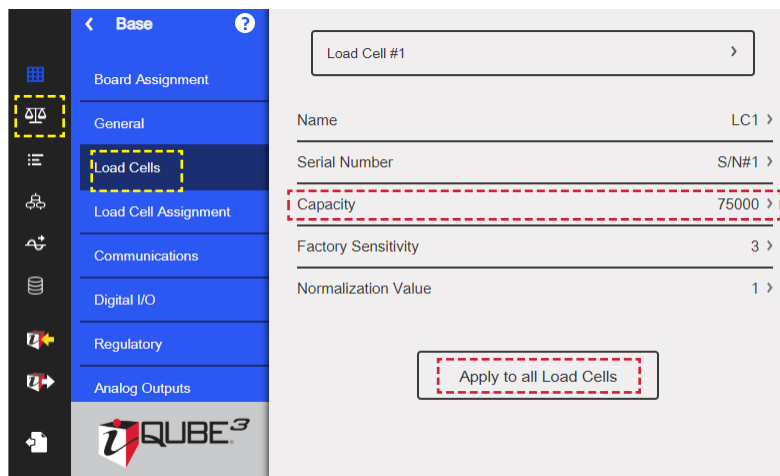 Base ?
Board Assignment
General
Load Cells
Load Cell Assignment
Communications
Digital I/O
Regulatory
Analog Outputs
iQUBE³
Load Cell #1
Name LC1
Serial Number S/N#1
Capacity 75000
Factory Sensitivity 3
Normalization Value 1
Apply to all Load Cells